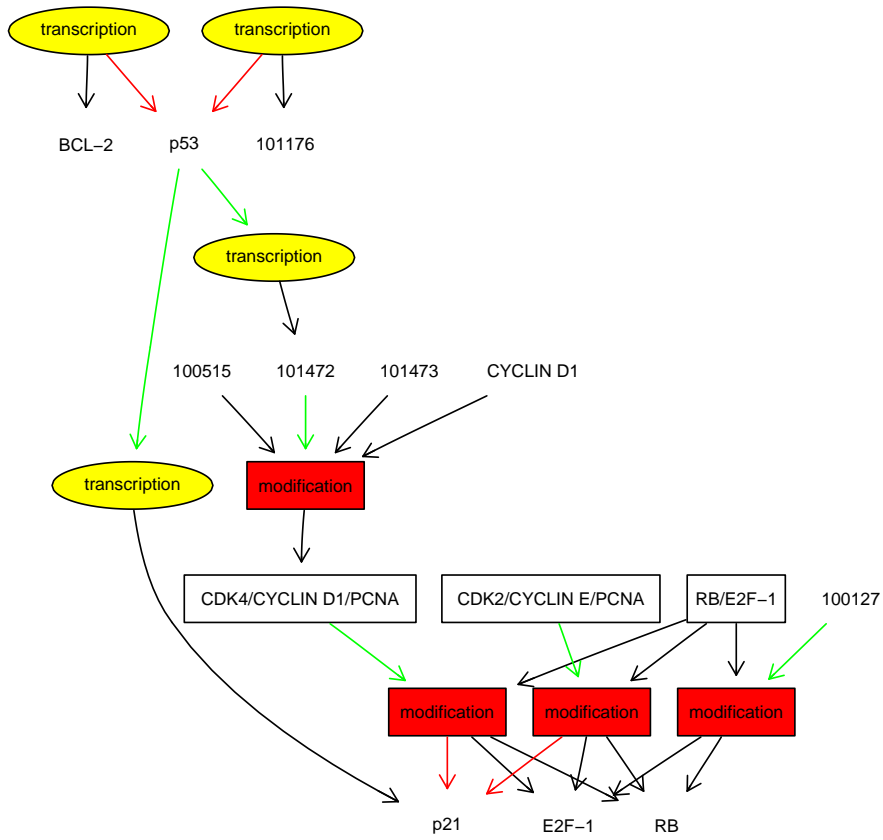 transcription
transcription
BCL−2
p53
101176
transcription
100515
101472
101473
CYCLIN D1
transcription
modification
CDK4/CYCLIN D1/PCNA
CDK2/CYCLIN E/PCNA
RB/E2F−1
100127
modification
modification
modification
p21
E2F−1
RB